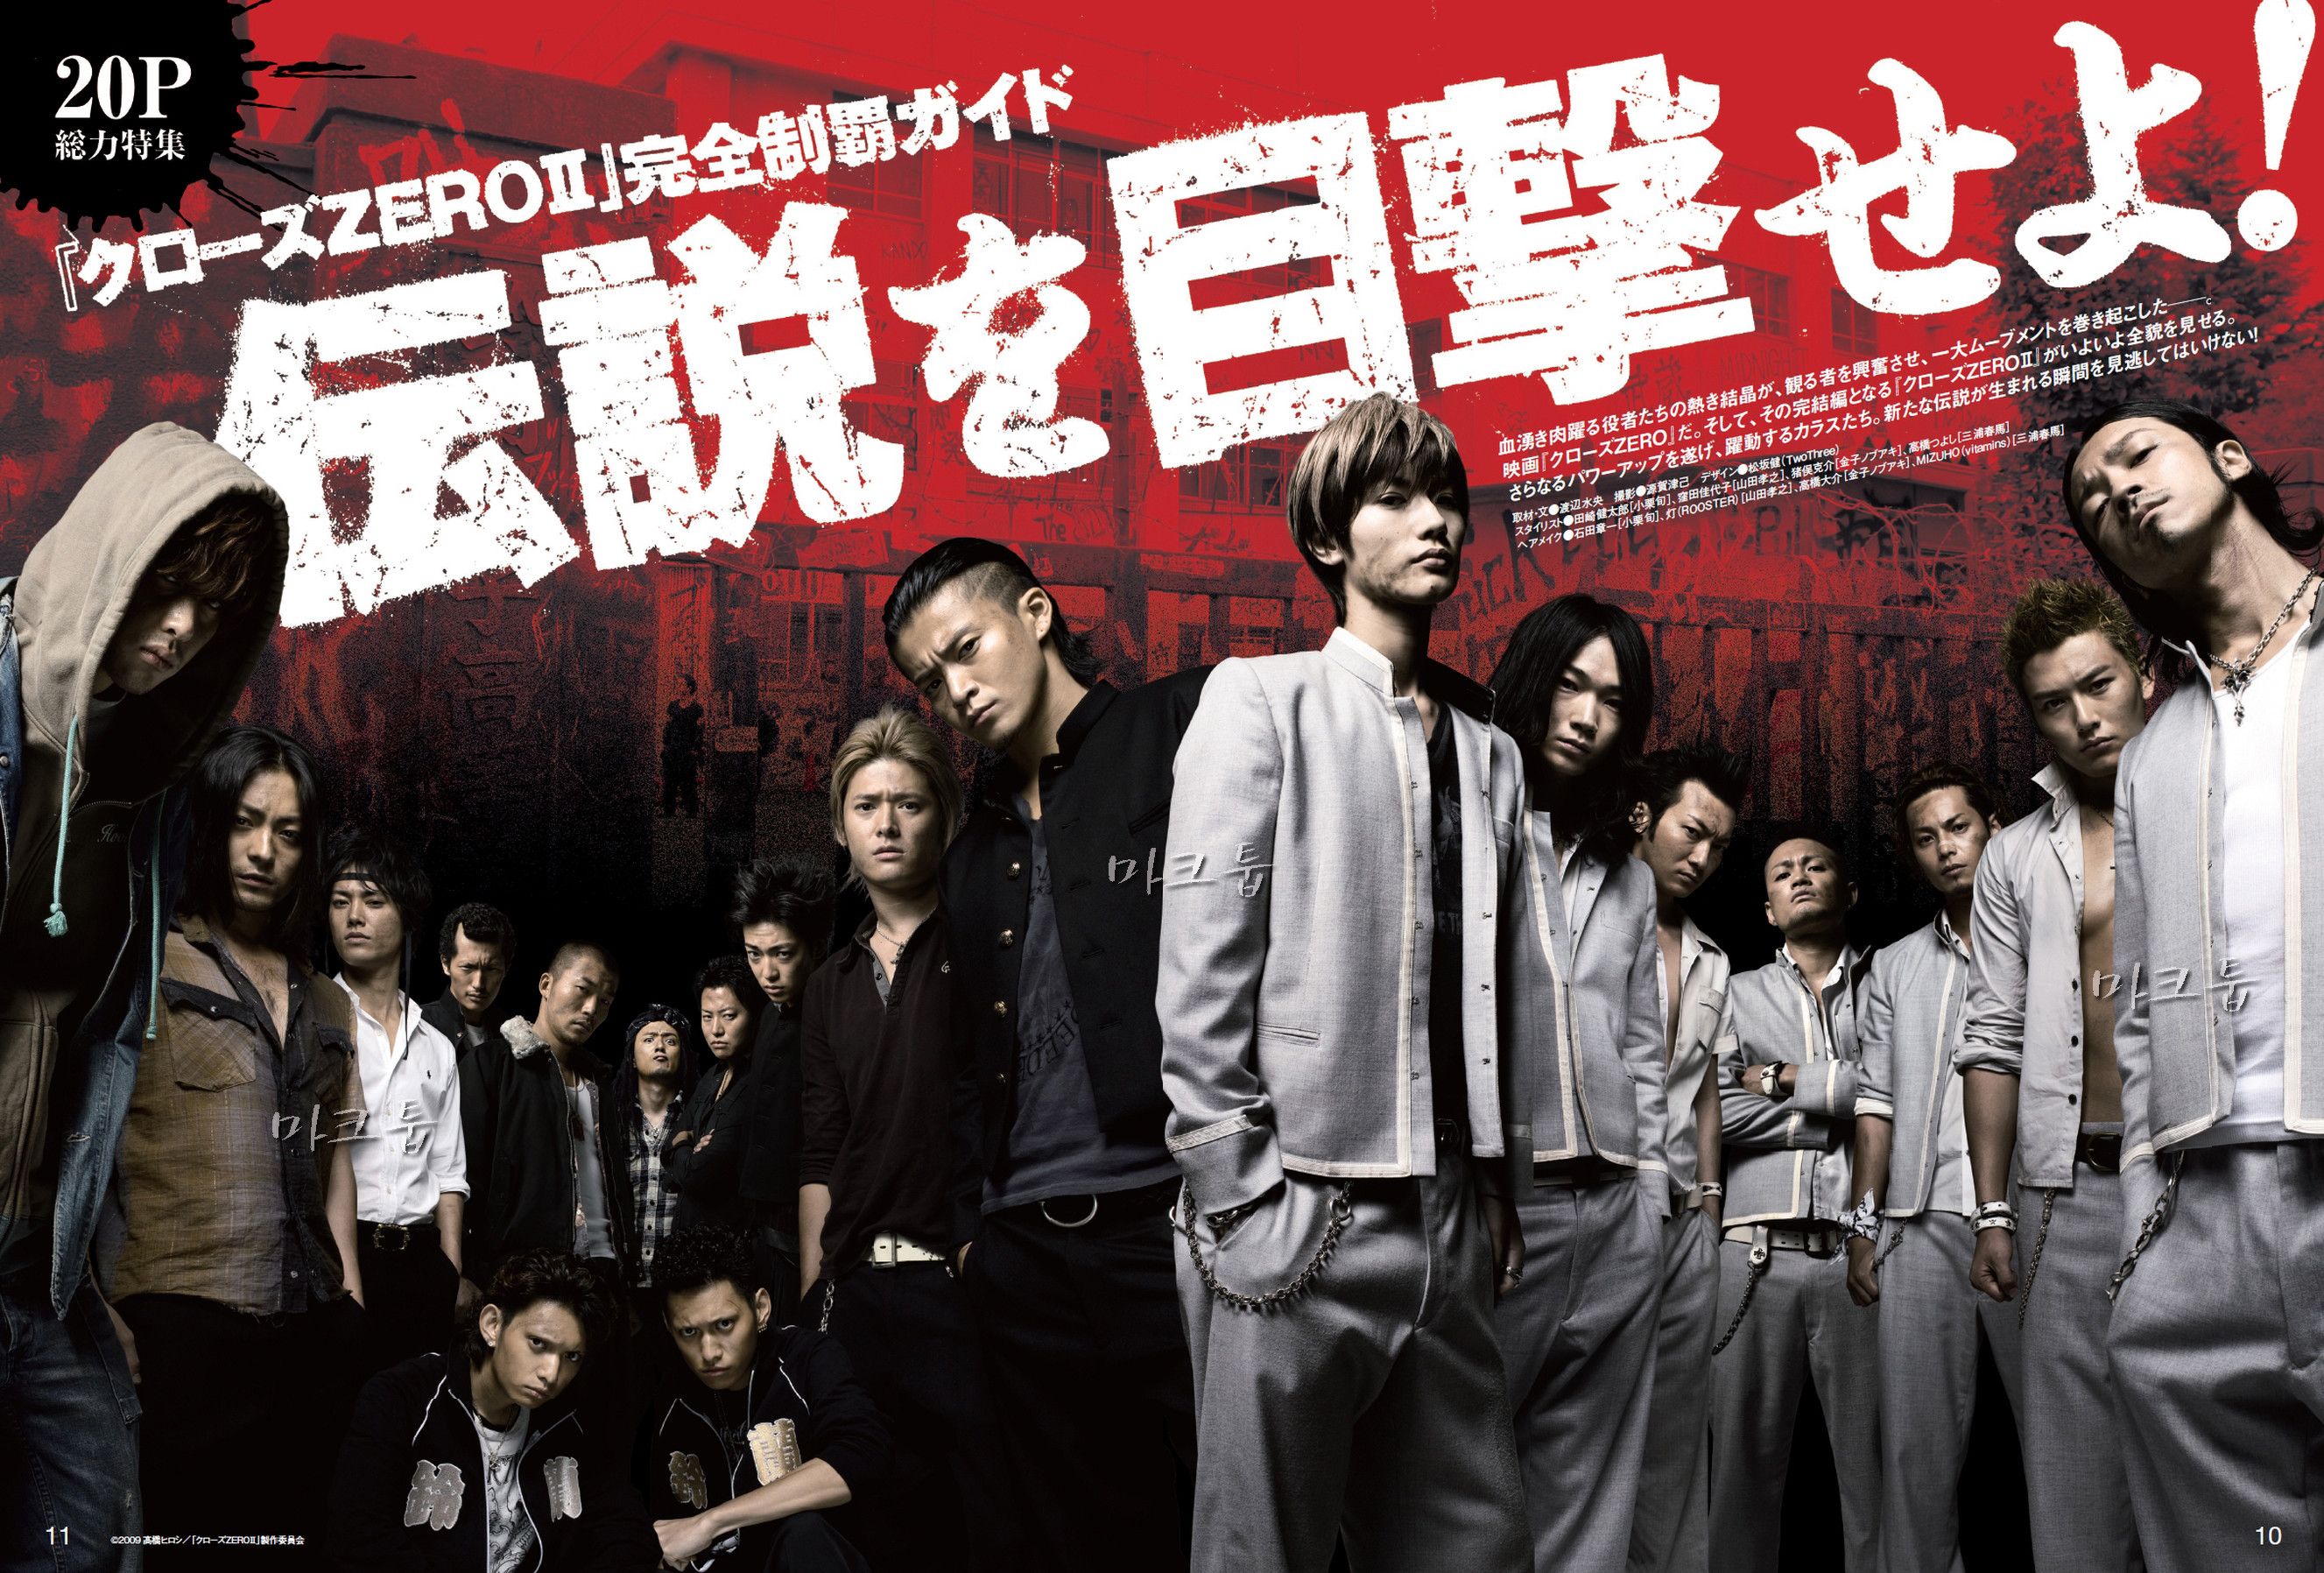 20P
総力特集
『クローズZEROⅡ』完全制覇ガイド
伝説を目撃せよ!
血湧き肉躍る役者たちの熱き結晶が、観る者を興奮させ、一大ムーブメントを巻き起こした――。
映画『クローズZERO』だ。そして、その完結編となる『クローズZEROⅡ』がいよいよ全貌を見せる。
さらなるパワーアップを遂げ、躍動するカラスたち。新たな伝説が生まれる瞬間を見逃してはいけない!
取材・文●渡辺水央 撮影●源賀津己 デザイン●松坂健(TwoThree)
スタイリスト●田崎健太郎[小栗旬]、窪田佳代子[山田孝之]、猪俣克介[金子ノブアキ]、高橋つよし[三浦春馬]
ヘアメイク●石田章一[小栗旬]、灯(ROOSTER)[山田孝之]、高橋大介[金子ノブアキ]、MIZUHO(vitamins)[三浦春馬]
마크툽
마크툽
마크툽
鈴
蘭
鈴
蘭
11
©2009 髙橋ヒロシ/「クローズZEROⅡ」製作委員会
10